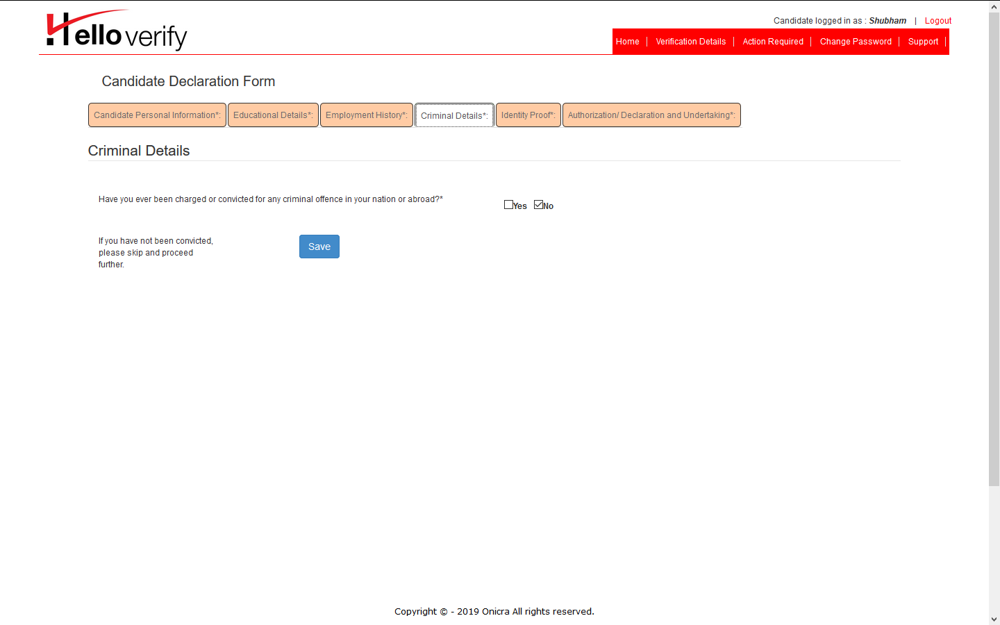 Hello verify
Candidate logged in as : Shubham | Logout
Home | Verification Details | Action Required | Change Password | Support |
Candidate Declaration Form
Candidate Personal Information*: Educational Details*: Employment History*: Criminal Details*: Identity Proof*: Authorization/ Declaration and Undertaking*:
Criminal Details
Have you ever been charged or convicted for any criminal offence in your nation or abroad?*
Yes No
If you have not been convicted,
please skip and proceed
further.
Save
Copyright © - 2019 Onicra All rights reserved.